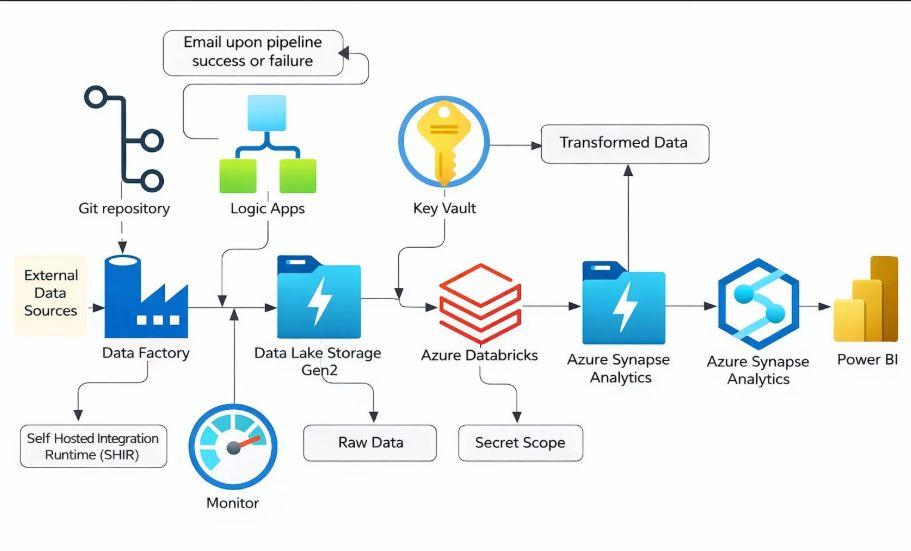 Email upon pipeline
success or failure
Transformed Data
Git repository
Logic Apps
Key Vault
External
Data
Sources
Data Factory
Data Lake Storage
Gen2
Azure Databricks
Azure Synapse
Analytics
Azure Synapse
Analytics
Power BI
Self Hosted Integration
Runtime (SHIR)
Raw Data
Secret Scope
Monitor